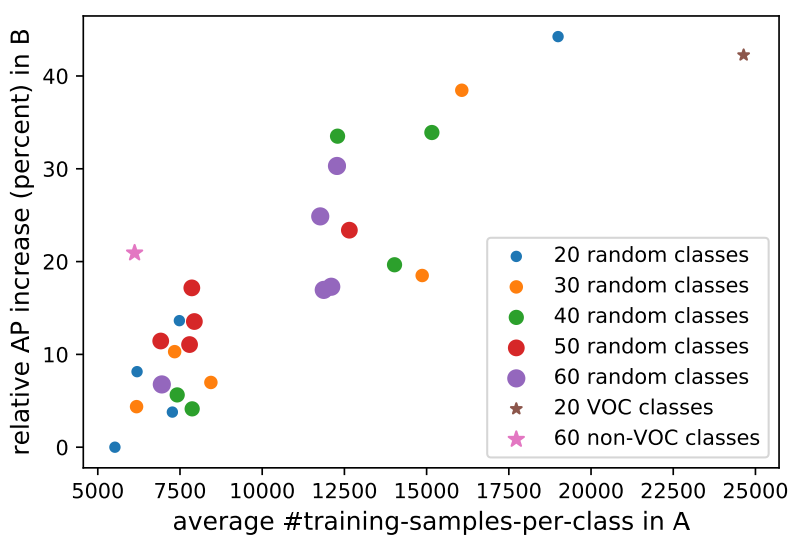 relative AP increase (percent) in B
40
30
20
10
0
20 random classes
30 random classes
40 random classes
50 random classes
60 random classes
20 VOC classes
60 non-VOC classes
5000 7500 10000 12500 15000 17500 20000 22500 25000
average #training-samples-per-class in A